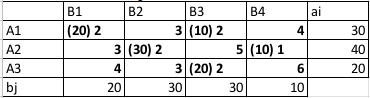 B1 B2 B3 B4 ai
A1 (20) 2 3 (10) 2 4 30
A2 3 (30) 2 5 (10) 1 40
A3 4 3 (20) 2 6 20
bj 20 30 30 10